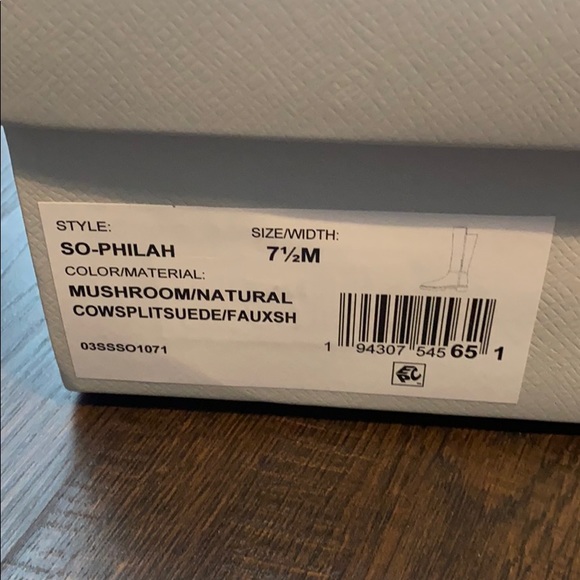 STYLE:
SIZE/WIDTH:
SO-PHILAH
7½M
COLOR/MATERIAL:
MUSHROOM/NATURAL
COWSPLITSUEDE/FAUXSH
03SSSO1071
1 94307 545 65 1